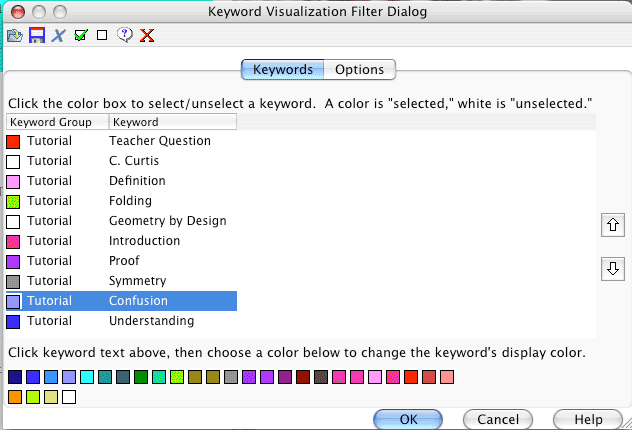 Keyword Visualization Filter Dialog
Keywords Options
Click the color box to select/unselect a keyword. A color is "selected," white is "unselected."
Keyword Group Keyword
Tutorial Teacher Question
Tutorial C. Curtis
Tutorial Definition
Tutorial Folding
Tutorial Geometry by Design
Tutorial Introduction
Tutorial Proof
Tutorial Symmetry
Tutorial Confusion
Tutorial Understanding
Click keyword text above, then choose a color below to change the keyword's display color.
OK Cancel Help